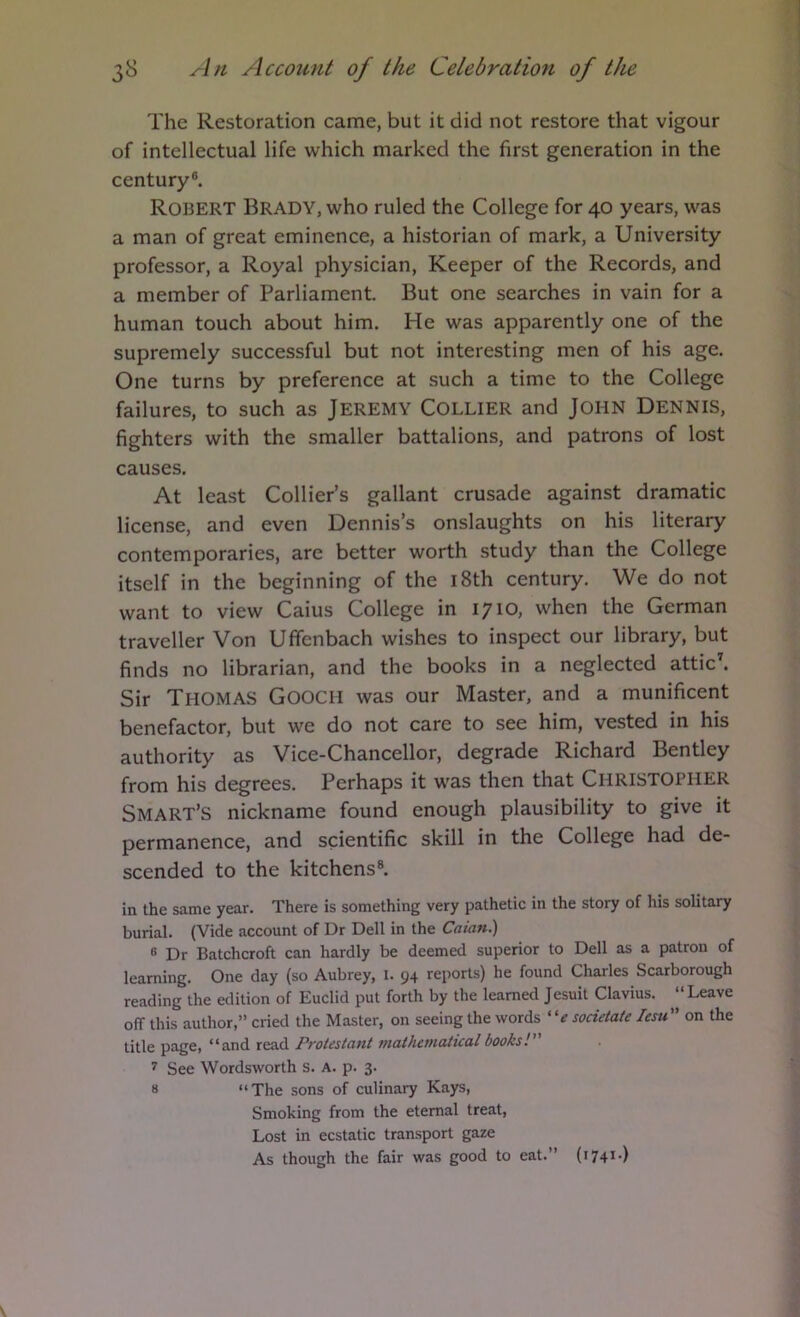 38 An Account of the Celebration of the
The Restoration came, but it did not restore that vigour
of intellectual life which marked the first generation in the
century⁶.
ROBERT BRADY, who ruled the College for 40 years, was
a man of great eminence, a historian of mark, a University
professor, a Royal physician, Keeper of the Records, and
a member of Parliament. But one searches in vain for a
human touch about him. He was apparently one of the
supremely successful but not interesting men of his age.
One turns by preference at such a time to the College
failures, to such as JEREMY COLLIER and JOHN DENNIS,
fighters with the smaller battalions, and patrons of lost
causes.
At least Collier's gallant crusade against dramatic
license, and even Dennis's onslaughts on his literary
contemporaries, are better worth study than the College
itself in the beginning of the 18th century. We do not
want to view Caius College in 1710, when the German
traveller Von Uffenbach wishes to inspect our library, but
finds no librarian, and the books in a neglected attic⁷.
Sir THOMAS GOOCH was our Master, and a munificent
benefactor, but we do not care to see him, vested in his
authority as Vice-Chancellor, degrade Richard Bentley
from his degrees. Perhaps it was then that CHRISTOPHER
SMART'S nickname found enough plausibility to give it
permanence, and scientific skill in the College had de-
scended to the kitchens⁸.
in the same year. There is something very pathetic in the story of his solitary
burial. (Vide account of Dr Dell in the Caian.)
⁶ Dr Batchcroft can hardly be deemed superior to Dell as a patron of
learning. One day (so Aubrey, I. 94 reports) he found Charles Scarborough
reading the edition of Euclid put forth by the learned Jesuit Clavius. "Leave
off this author," cried the Master, on seeing the words "e societate Iesu" on the
title page, "and read Protestant mathematical books!"
⁷ See Wordsworth S. A. p. 3.
⁸ "The sons of culinary Kays,
Smoking from the eternal treat,
Lost in ecstatic transport gaze
As though the fair was good to eat." (1741.)